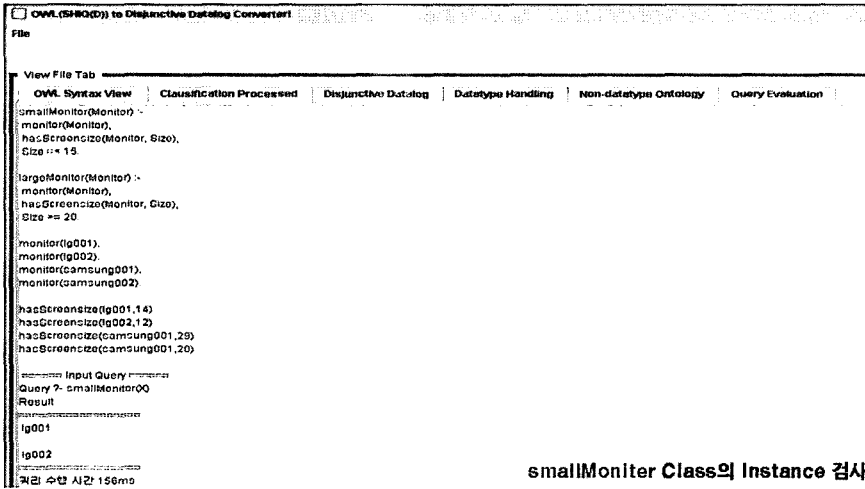 OWL(SHIQ(D)) to Disjunctive Datalog Converter!
File
View File Tab
OWL Syntax View Classification Processed Disjunctive Datalog Datatype Handling Non-datatype Ontology Query Evaluation
smallMonitor(Monitor) :-
monitor(Monitor),
hasScreensize(Monitor, Size),
Size =< 15.
largeMonitor(Monitor) :-
monitor(Monitor),
hasScreensize(Monitor, Size),
Size >= 20.
monitor(lg001).
monitor(lg002).
monitor(samsung001).
monitor(samsung002).
hasScreensize(lg001,14)
hasScreensize(lg002,12)
hasScreensize(samsung001,29)
hasScreensize(samsung001,20)
====== Input Query ======
Query ?- smallMonitor(X)
Result
lg001
lg002
쿼리 수행 시간 156ms
smallMoniter Class의 Instance 검사